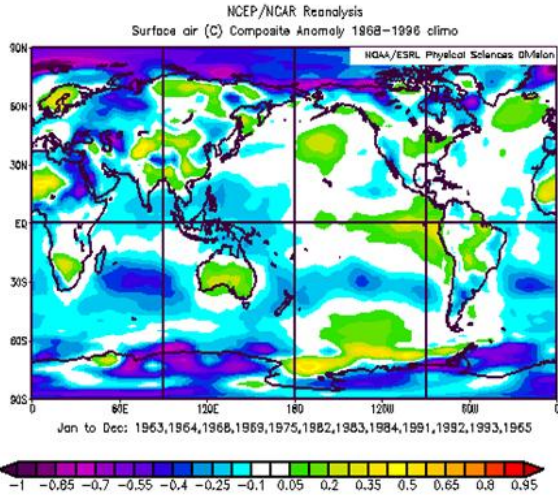 NCEP/NCAR Reanalysis
Surface air (C) Composite Anomaly 1968-1996 climo
NOAA/ESRL Physical Sciences Division
90N
60N
30N
EQ
30S
60S
90S
0 60E 120E 180 120W 60W 0
Jan to Dec: 1963,1964,1968,1969,1975,1982,1983,1984,1991,1992,1993,1965
-1 -0.85 -0.7 -0.55 -0.4 -0.25 -0.1 0.05 0.2 0.35 0.5 0.65 0.8 0.95